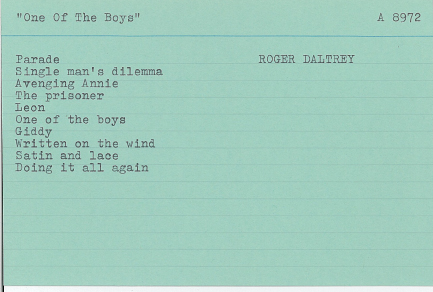 "One Of The Boys" A 8972
Parade ROGER DALTREY
Single man's dilemma
Avenging Annie
The prisoner
Leon
One of the boys
Giddy
Written on the wind
Satin and lace
Doing it all again